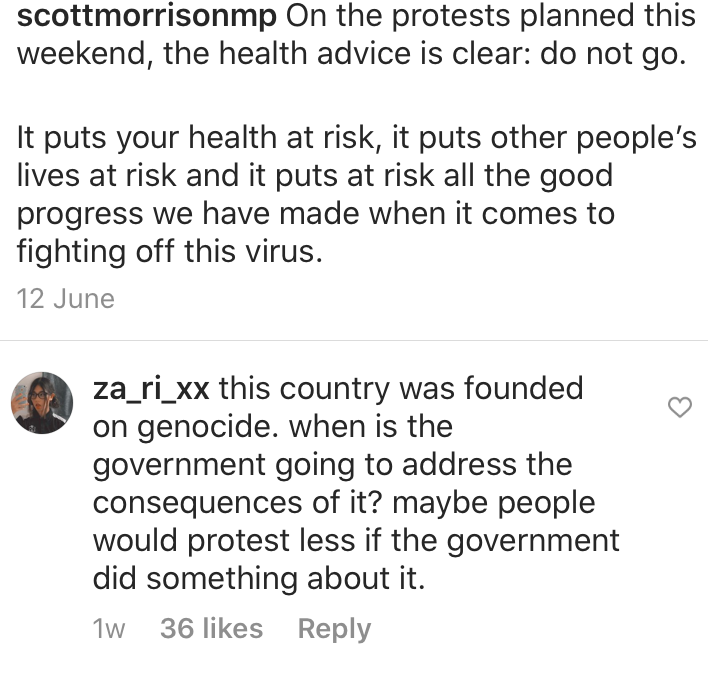 scottmorrisonmp On the protests planned this
weekend, the health advice is clear: do not go.
It puts your health at risk, it puts other people’s
lives at risk and it puts at risk all the good
progress we have made when it comes to
fighting off this virus.
12 June
za_ri_xx this country was founded
on genocide. when is the
government going to address the
consequences of it? maybe people
would protest less if the government
did something about it.
1w 36 likes Reply